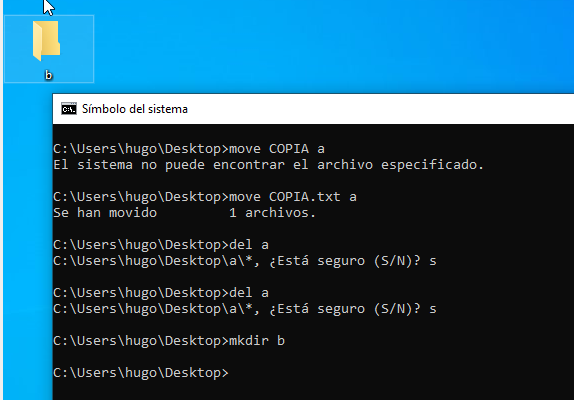 b
Símbolo del sistema
C:\Users\hugo\Desktop>move COPIA a
El sistema no puede encontrar el archivo especificado.
C:\Users\hugo\Desktop>move COPIA.txt a
Se han movido         1 archivos.
C:\Users\hugo\Desktop>del a
C:\Users\hugo\Desktop\a\*, ¿Está seguro (S/N)? s
C:\Users\hugo\Desktop>del a
C:\Users\hugo\Desktop\a\*, ¿Está seguro (S/N)? s
C:\Users\hugo\Desktop>mkdir b
C:\Users\hugo\Desktop>